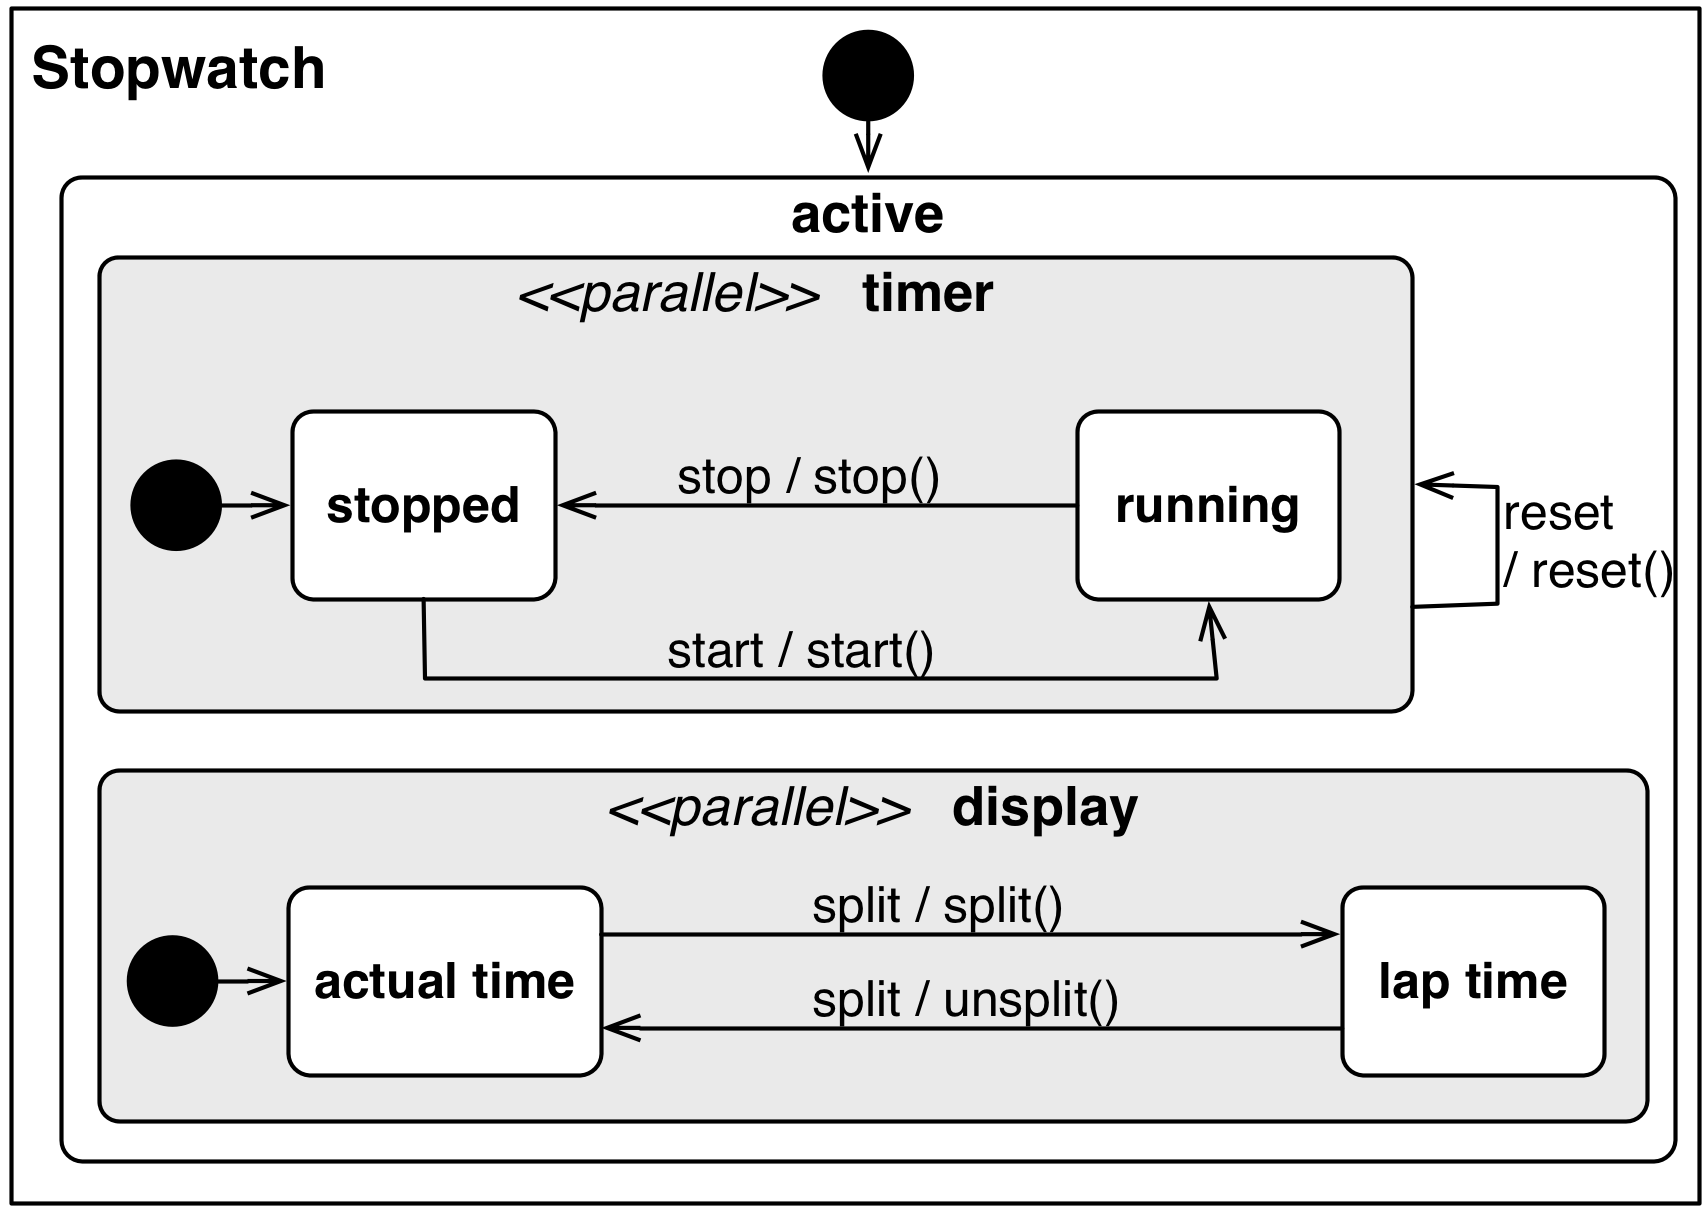 Stopwatch
active
<<parallel>> timer
stopped
stop / stop()
running
reset
/ reset()
start / start()
<<parallel>> display
actual time
split / split()
split / unsplit()
lap time